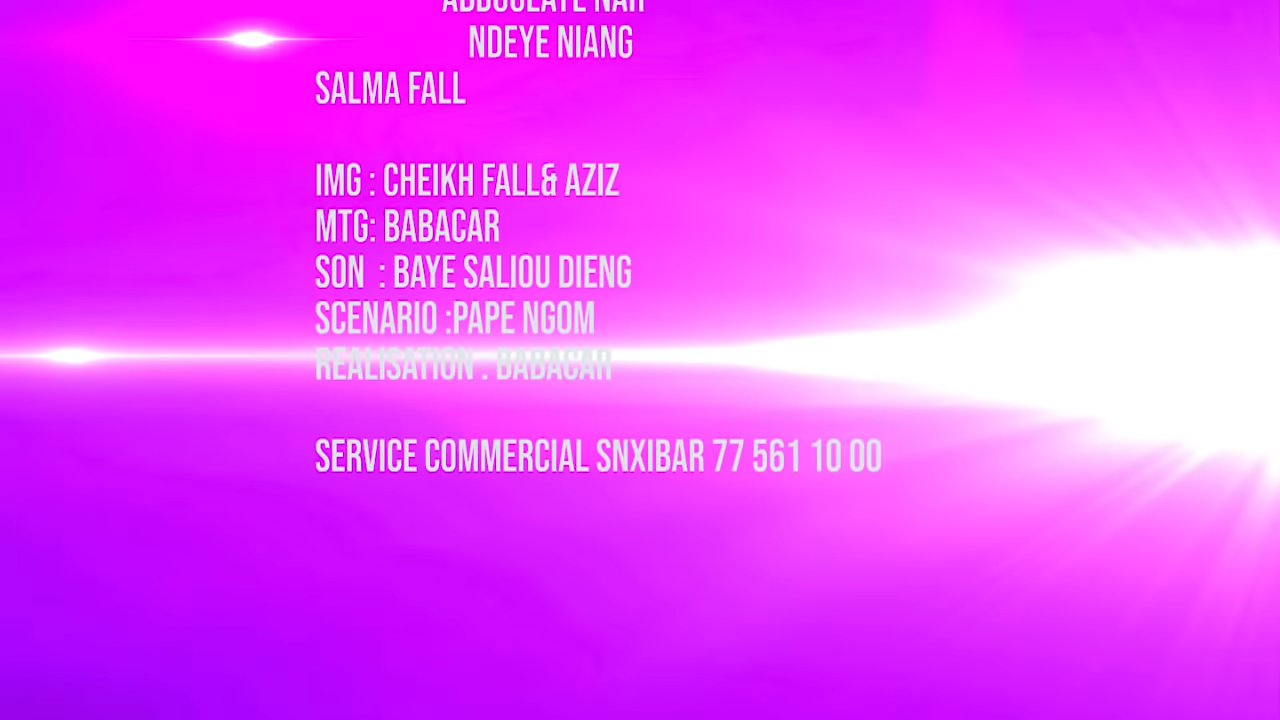 NDEYE NIANG
SALMA FALL
IMG : CHEIKH FALL& AZIZ
MTG: BABACAR
SON : BAYE SALIOU DIENG
SCENARIO :PAPE NGOM
REALISATION : BABACAR
SERVICE COMMERCIAL SNXIBAR 77 561 10 00